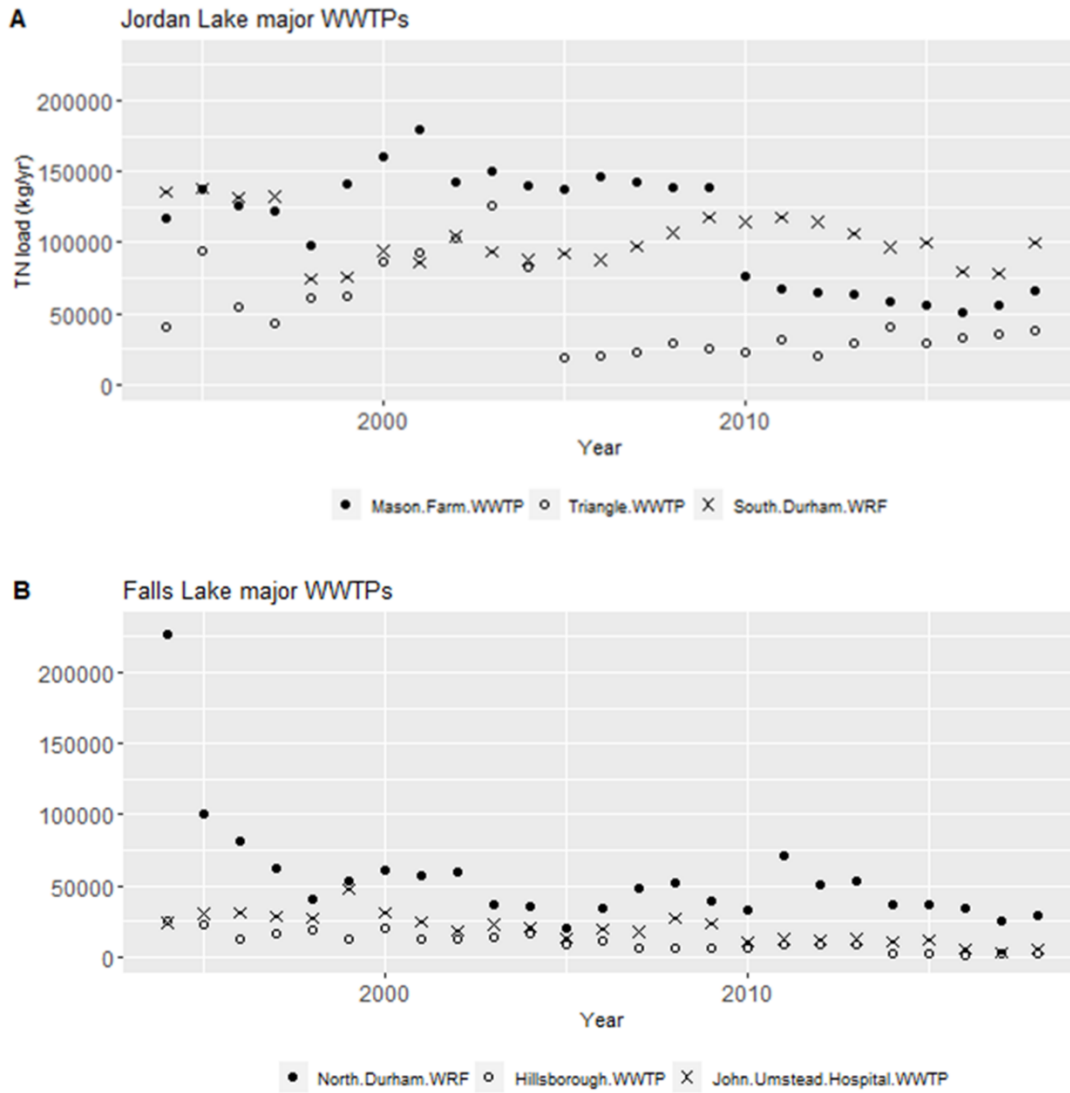 A Jordan Lake major WWTPs
200000
150000
100000
50000
0
TN load (kg/yr)
2000 2010
Year
Mason.Farm.WWTP Triangle.WWTP South.Durham.WRF
B Falls Lake major WWTPs
200000
150000
100000
50000
0
2000 2010
Year
North.Durham.WRF Hillsborough.WWTP John.Umstead.Hospital.WWTP